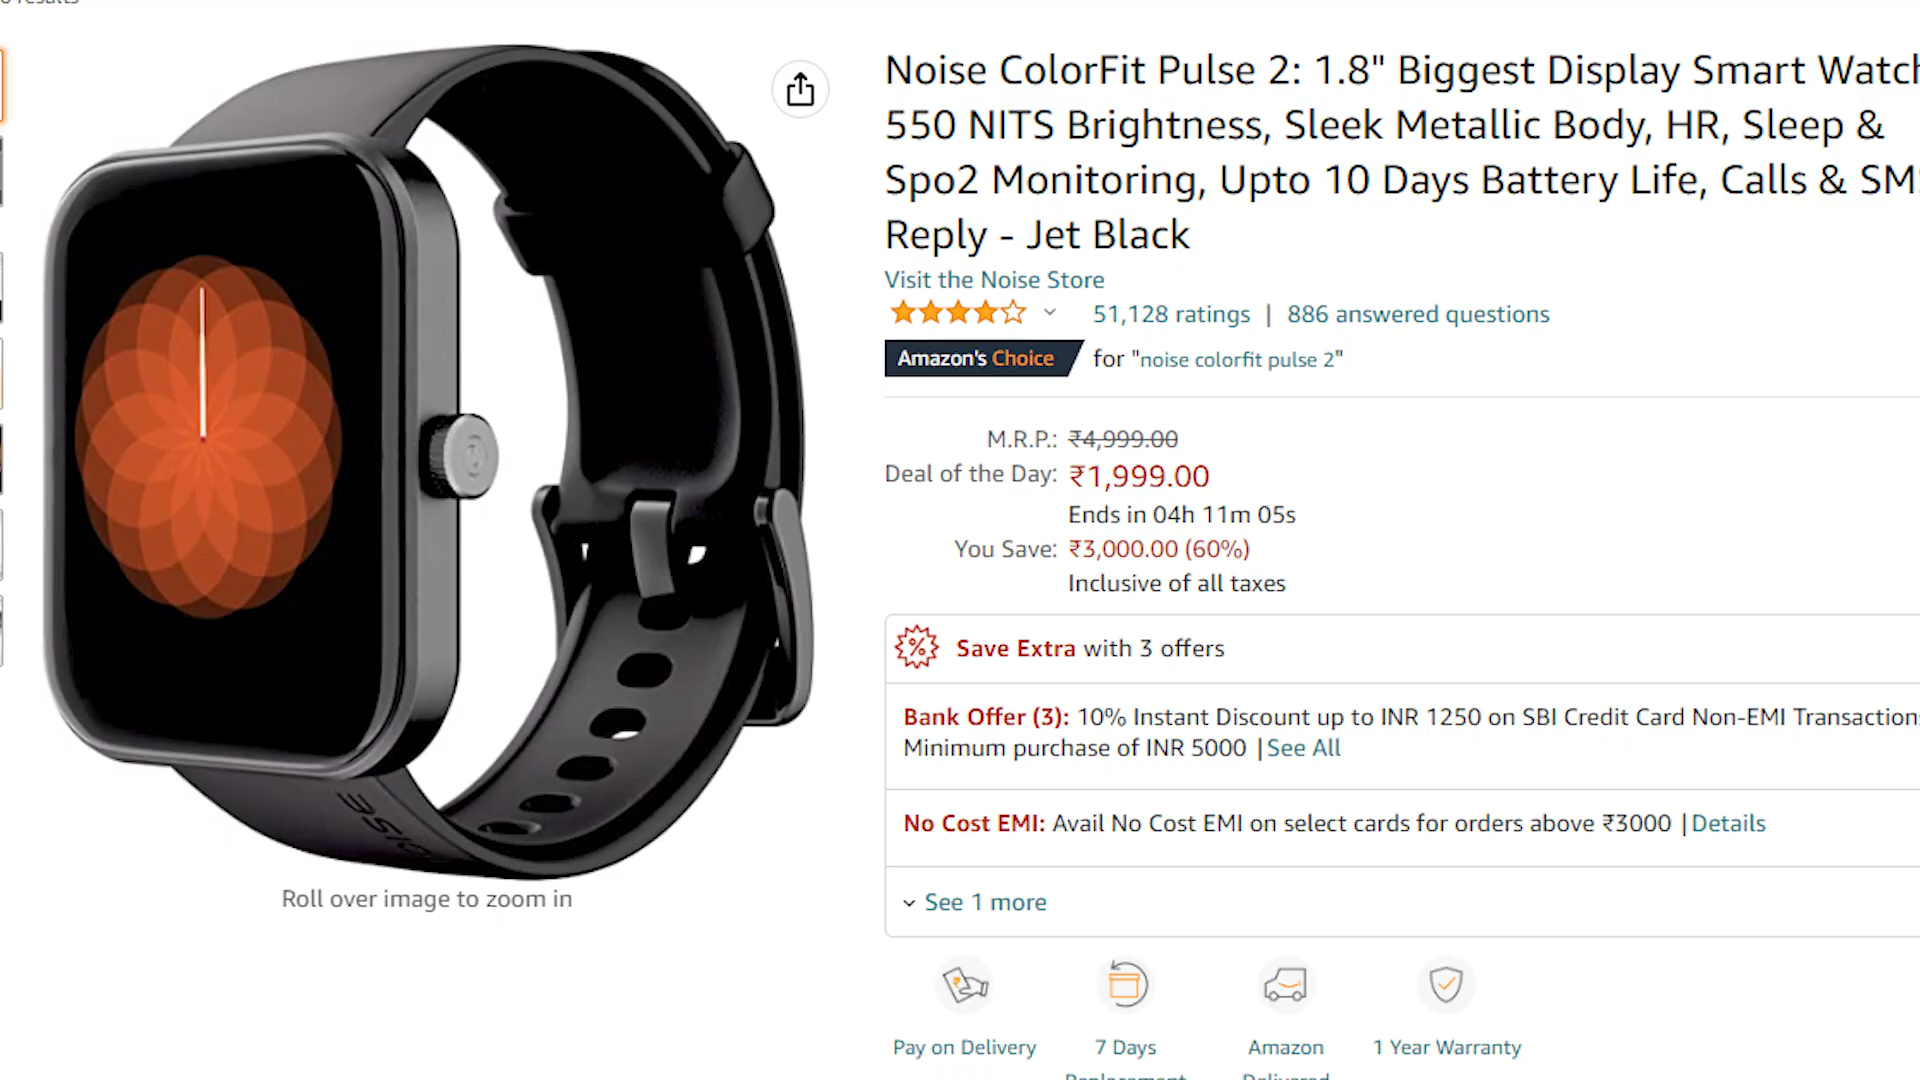 Noise ColorFit Pulse 2: 1.8" Biggest Display Smart Watch
550 NITS Brightness, Sleek Metallic Body, HR, Sleep &
Spo2 Monitoring, Upto 10 Days Battery Life, Calls & SMS
Reply - Jet Black
Visit the Noise Store
51,128 ratings | 886 answered questions
Amazon's Choice for "noise colorfit pulse 2"
M.R.P.: ₹4,999.00
Deal of the Day: ₹1,999.00
Ends in 04h 11m 05s
You Save: ₹3,000.00 (60%)
Inclusive of all taxes
Save Extra with 3 offers
Bank Offer (3): 10% Instant Discount up to INR 1250 on SBI Credit Card Non-EMI Transactions
Minimum purchase of INR 5000 | See All
No Cost EMI: Avail No Cost EMI on select cards for orders above ₹3000 | Details
See 1 more
Roll over image to zoom in
Pay on Delivery
7 Days
Replacement
Amazon
Delivered
1 Year Warranty